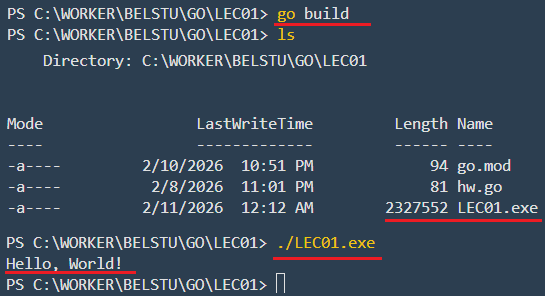 PS C:\WORKER\BELSTU\GO\LEC01> go build
PS C:\WORKER\BELSTU\GO\LEC01> ls
Directory: C:\WORKER\BELSTU\GO\LEC01
Mode LastWriteTime Length Name
---- ------------- ------ ----
-a---- 2/10/2026 10:51 PM 94 go.mod
-a---- 2/8/2026 11:01 PM 81 hw.go
-a---- 2/11/2026 12:12 AM 2327552 LEC01.exe
PS C:\WORKER\BELSTU\GO\LEC01> ./LEC01.exe
Hello, World!
PS C:\WORKER\BELSTU\GO\LEC01>